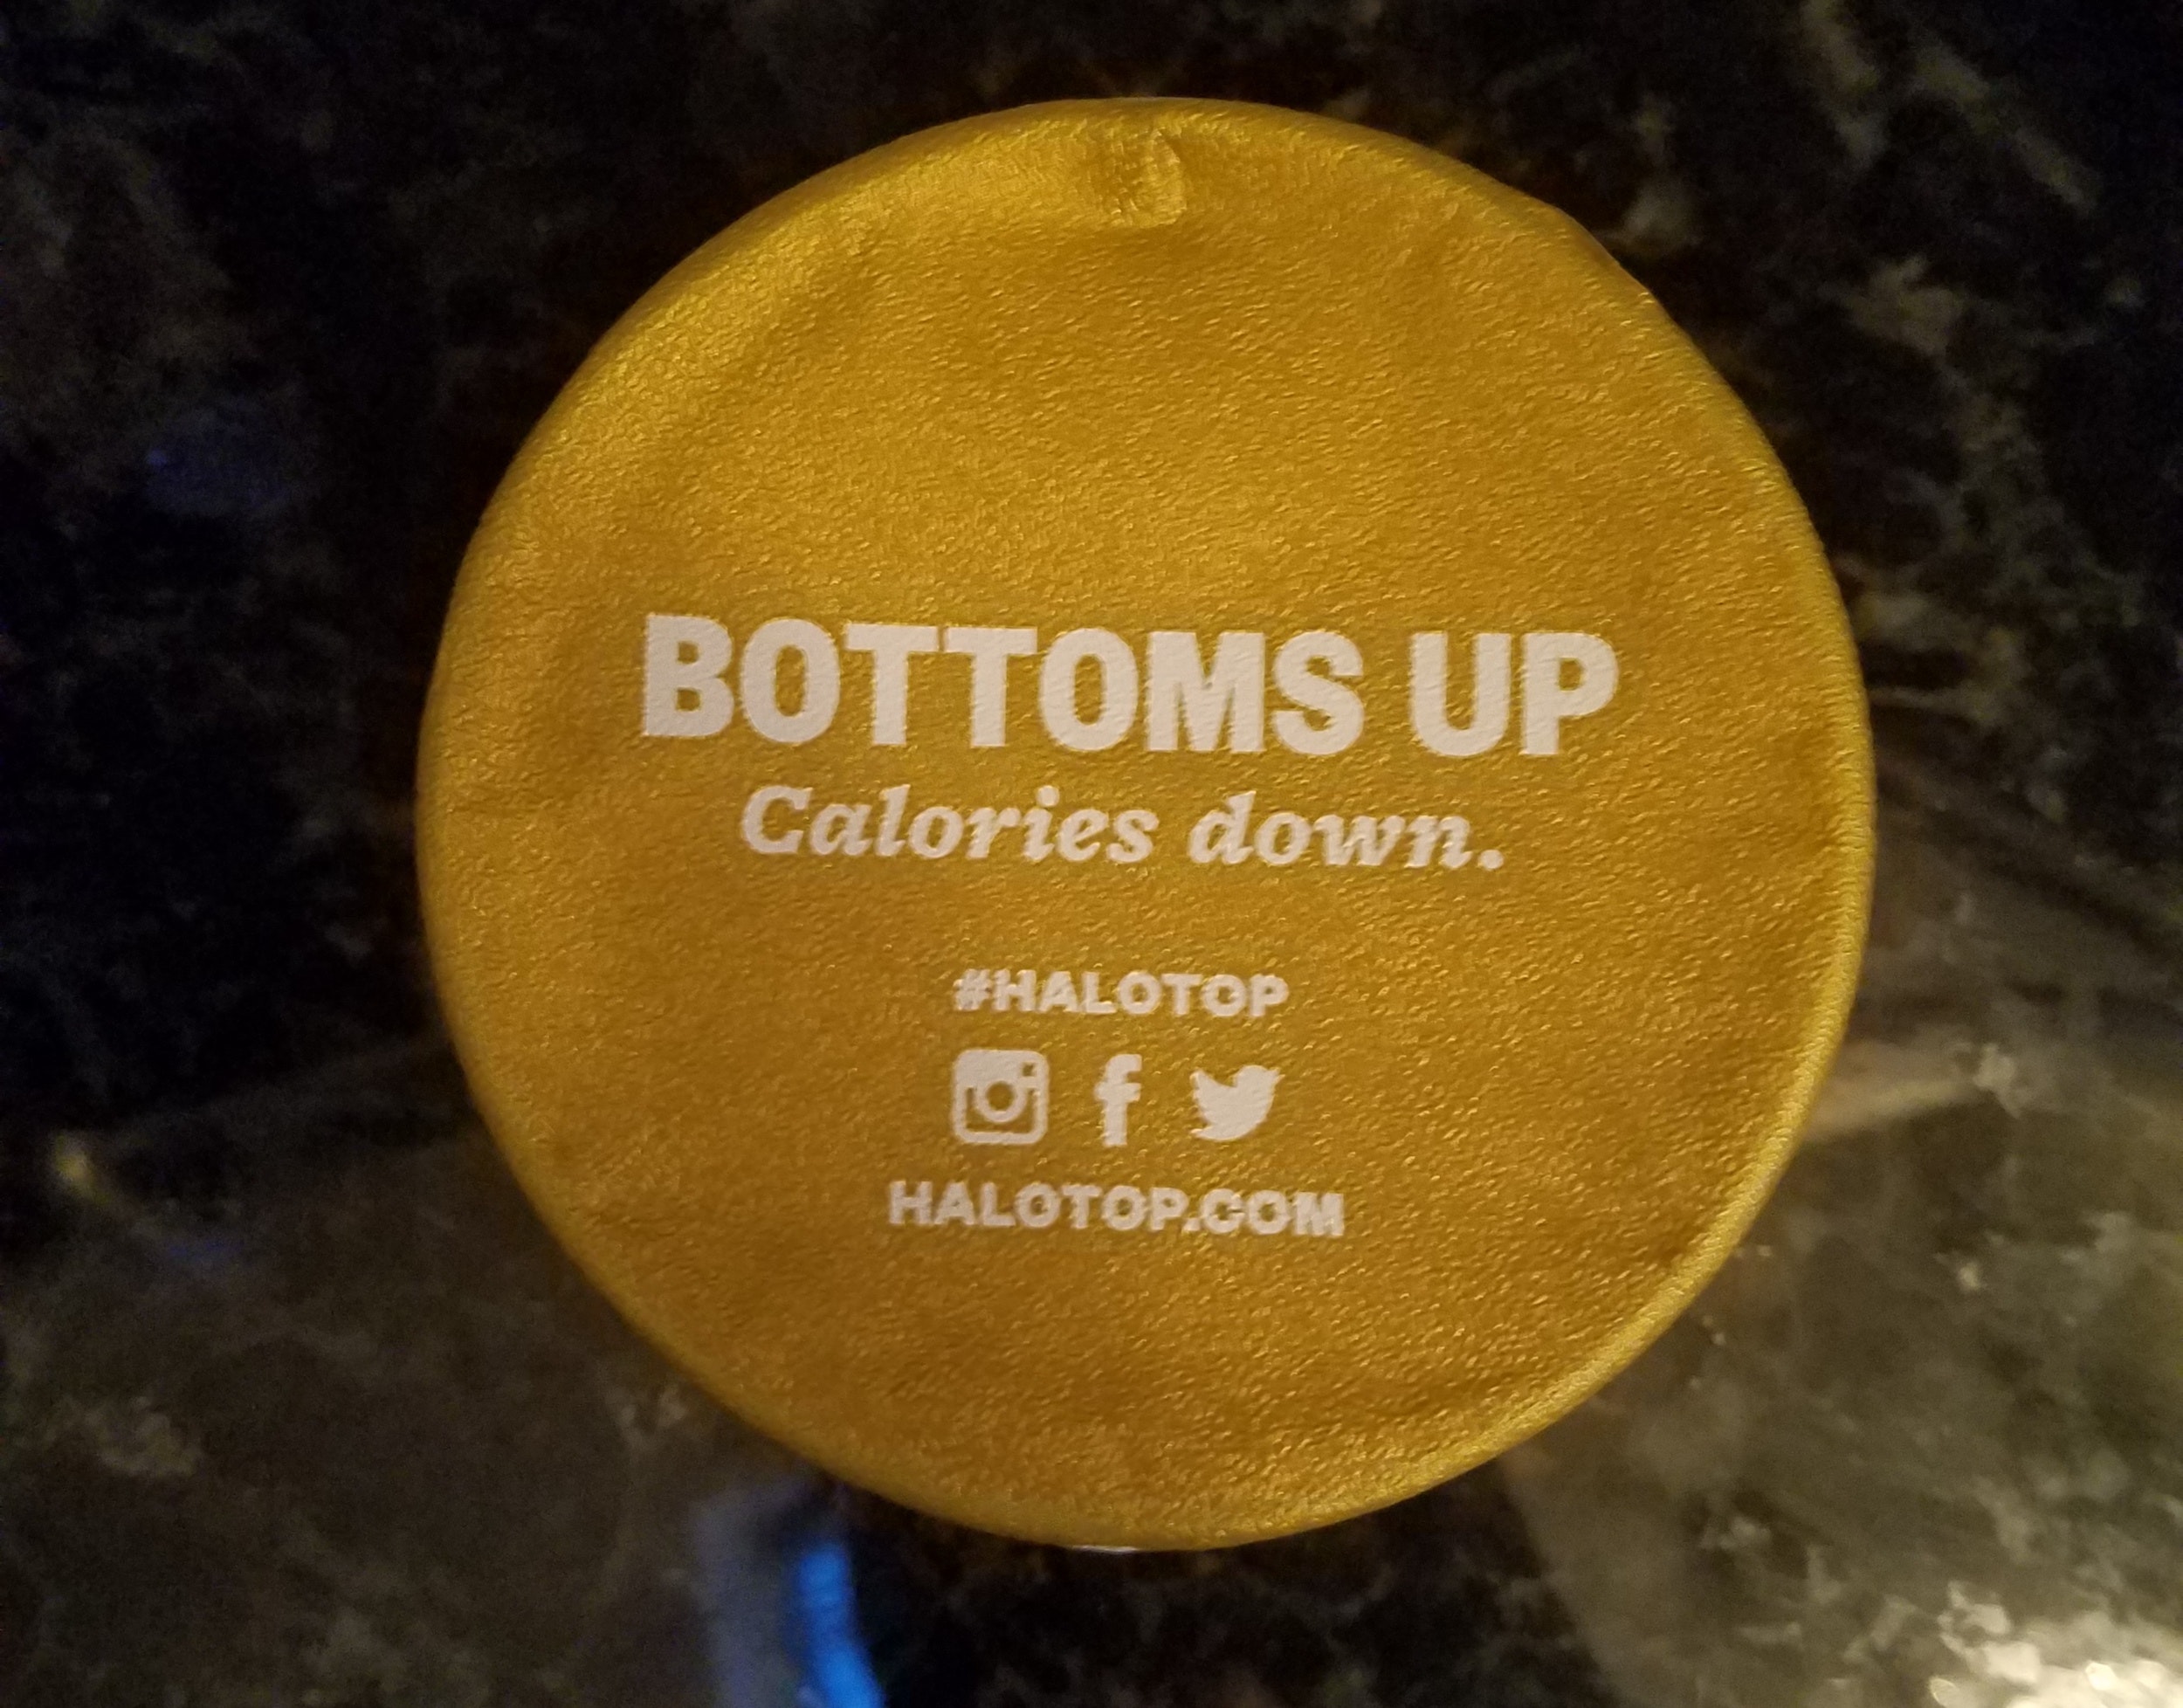 BOTTOMS UP
Calories down.
#HALOTOP
f
HALOTOP.COM